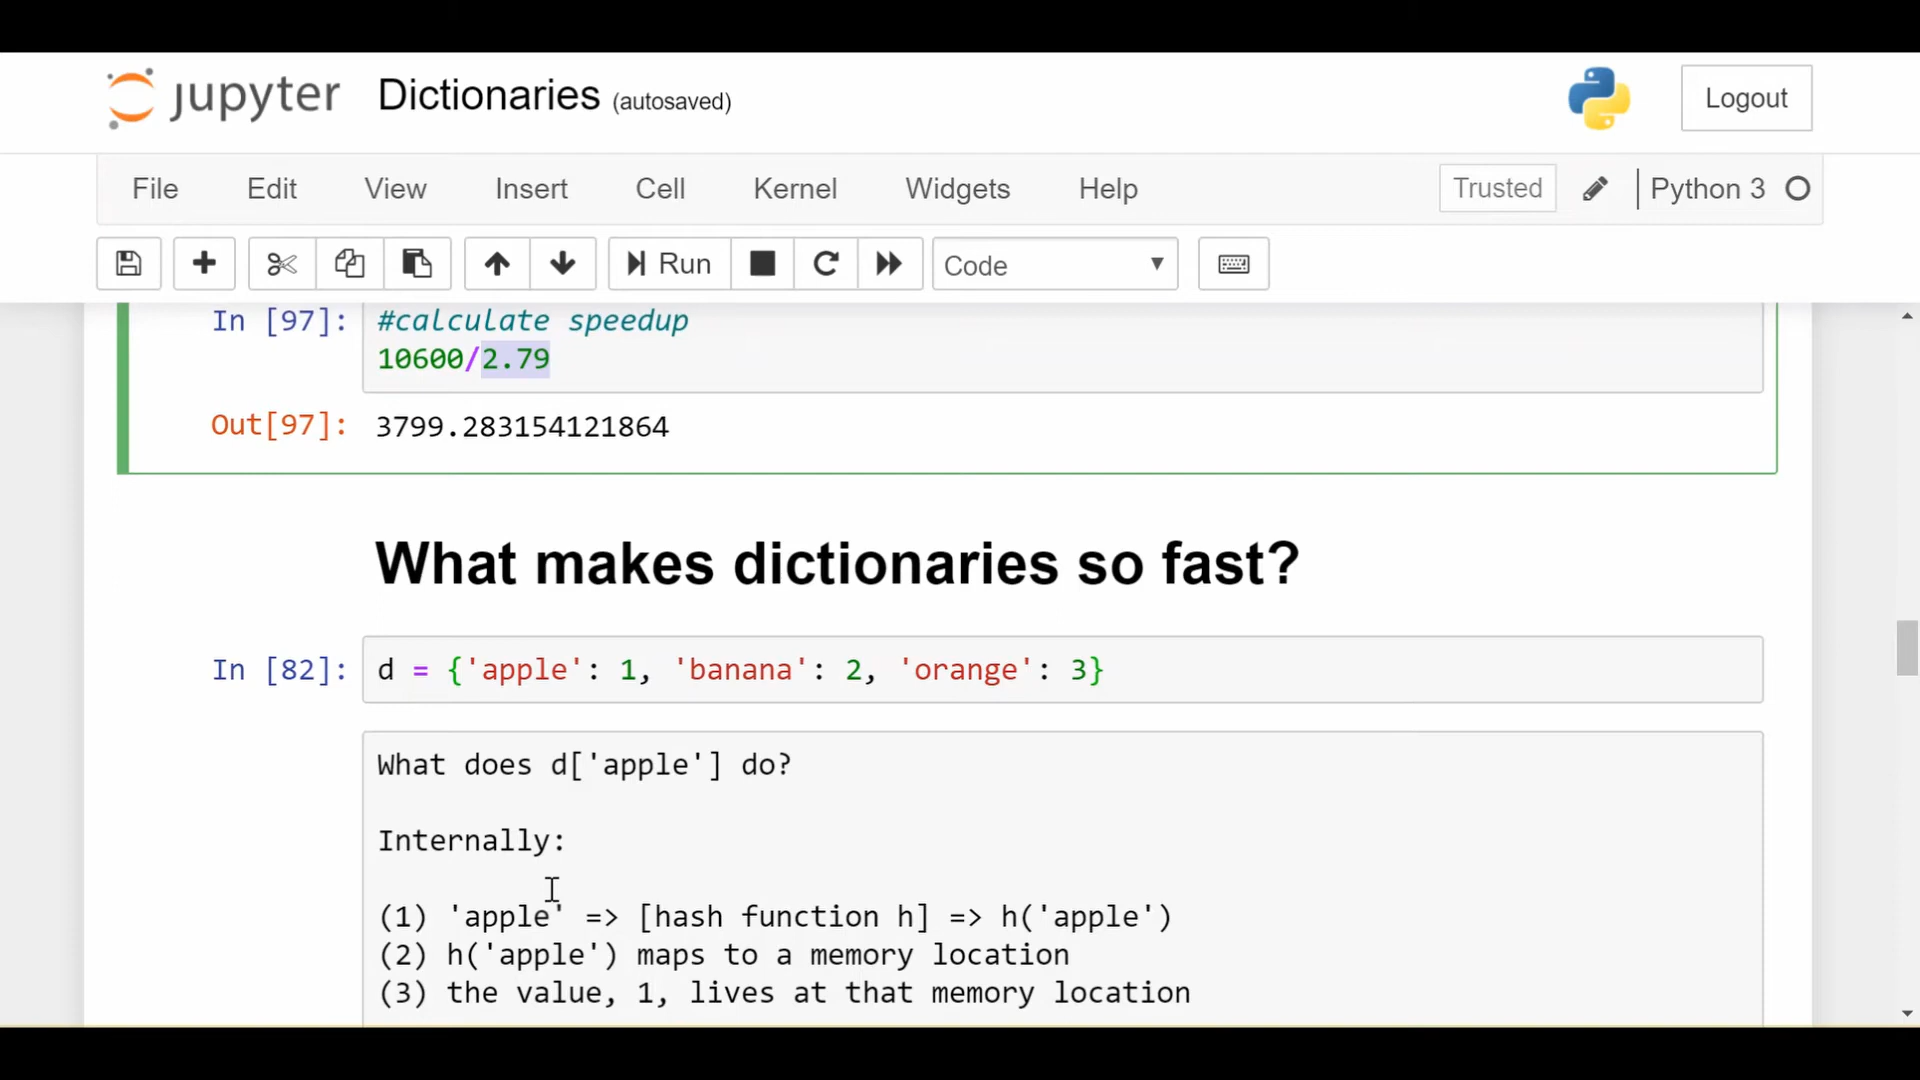 jupyter Dictionaries (autosaved) Logout
File Edit View Insert Cell Kernel Widgets Help Trusted Python 3
Run Code
In [97]: #calculate speedup
10600/2.79
Out[97]: 3799.283154121864
What makes dictionaries so fast?
In [82]: d = {'apple': 1, 'banana': 2, 'orange': 3}
What does d['apple'] do?
Internally:
(1) 'apple' => [hash function h] => h('apple')
(2) h('apple') maps to a memory location
(3) the value, 1, lives at that memory location